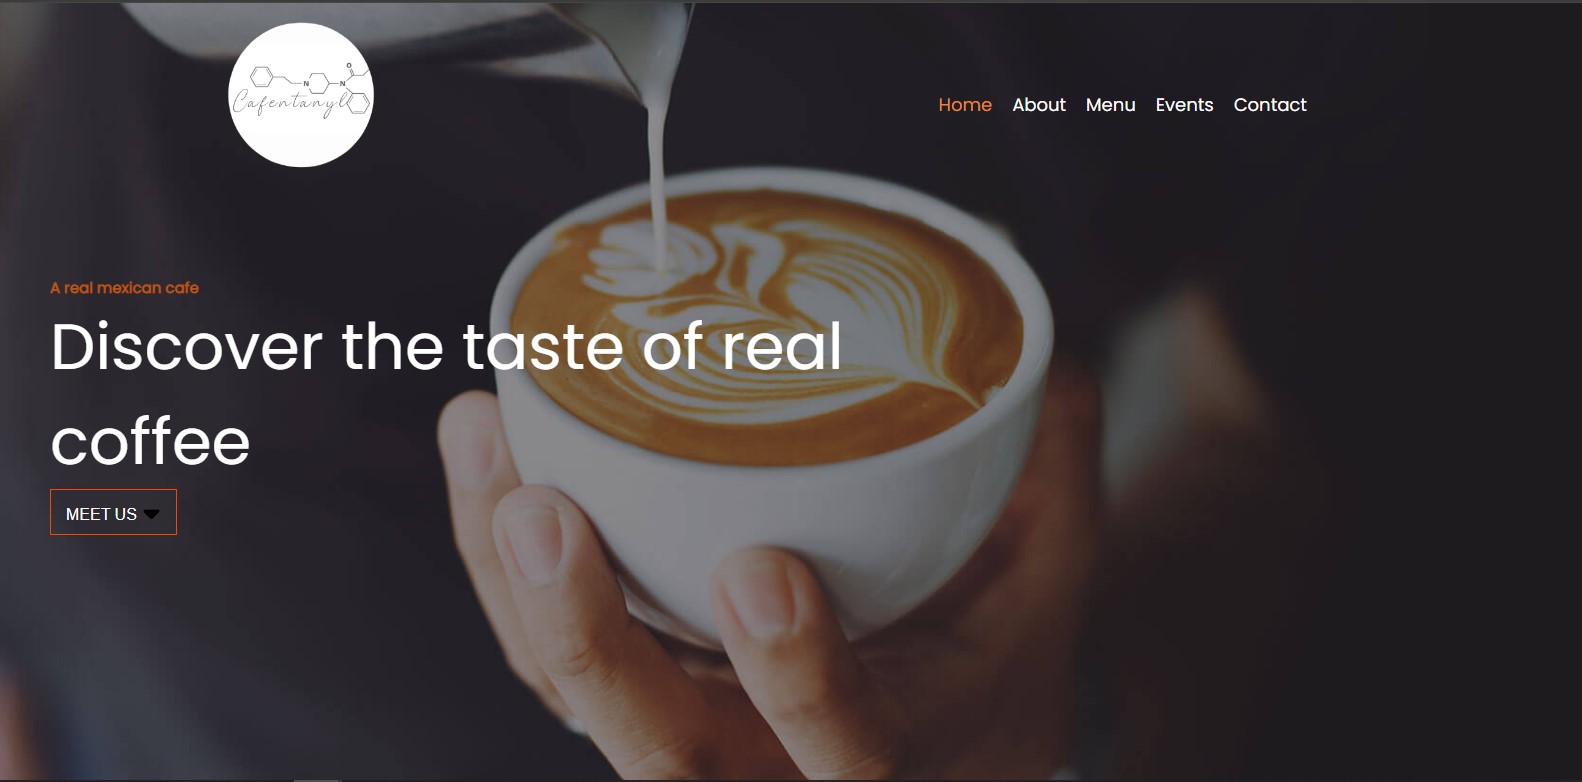 N
N
O
Cafentanyl
Home About Menu Events Contact
A real mexican cafe
Discover the taste of real
coffee
MEET US